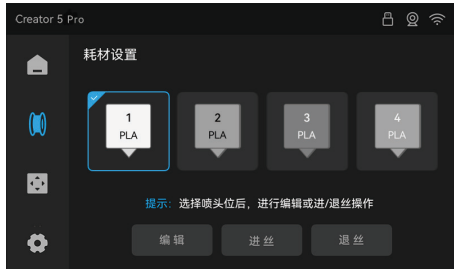 Creator 5 Pro
耗材设置
1
PLA
2
PLA
3
PLA
4
PLA
提示：选择喷头位后，进行编辑或进/退丝操作
编辑
进丝
退丝